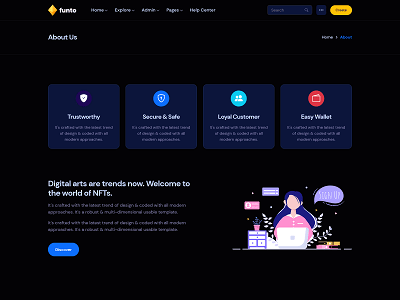 funto
Home Explore Admin Pages Help Center
Search
Create
About Us
Home About
Trustworthy
It's crafted with the latest trend
of design & coded with all
modern approaches.
Secure & Safe
It's crafted with the latest trend
of design & coded with all
modern approaches.
Loyal Customer
It's crafted with the latest trend
of design & coded with all
modern approaches.
Easy Wallet
It's crafted with the latest trend
of design & coded with all
modern approaches.
Digital arts are trends now. Welcome to
the world of NFTs.
It's crafted with the latest trend of design & coded with all modern
approaches. It's a robust & multi-dimensional usable template.
It's crafted with the latest trend of design & coded with all modern
approaches. It's a robust & multi-dimensional usable template.
Discover
SIGN UP